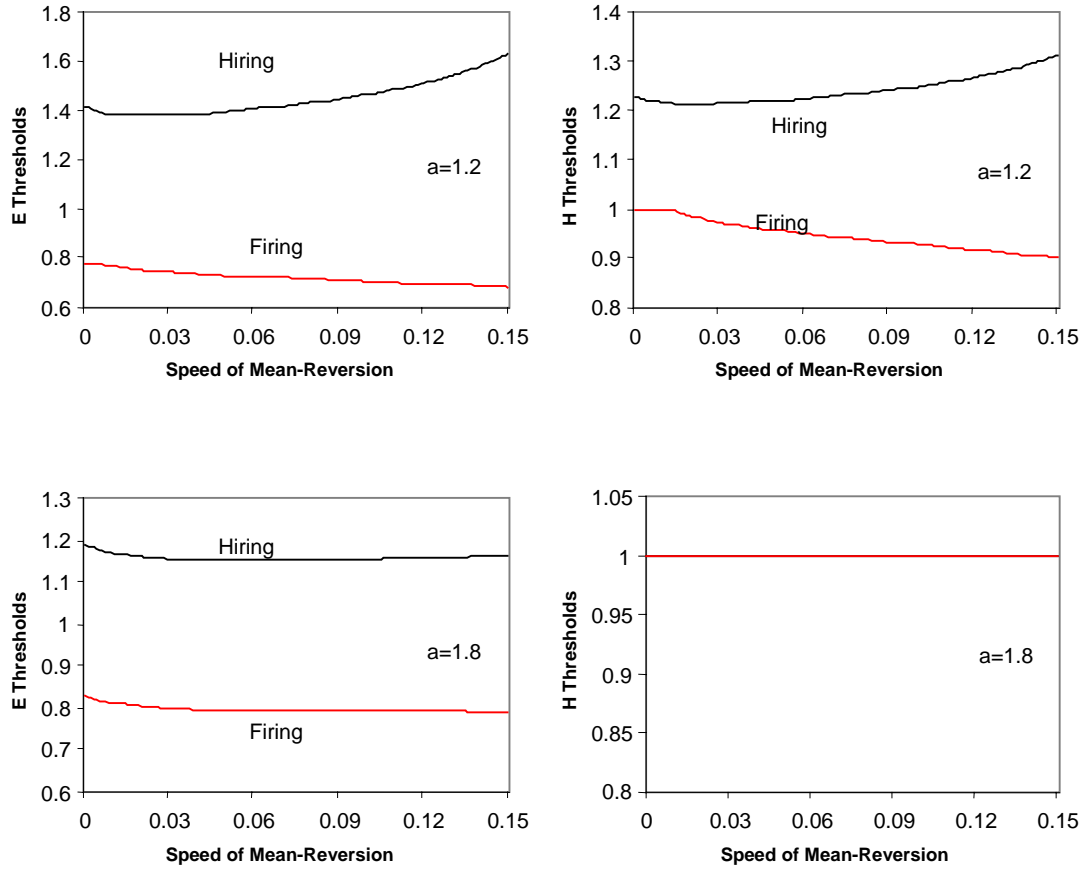 1.8
1.6
1.4
1.2
1
0.8
0.6
E Thresholds
Hiring
a=1.2
Firing
0 0.03 0.06 0.09 0.12 0.15
Speed of Mean-Reversion
1.4
1.3
1.2
1.1
1
0.9
0.8
H Thresholds
Hiring
a=1.2
Firing
0 0.03 0.06 0.09 0.12 0.15
Speed of Mean-Reversion
1.3
1.2
1.1
1
0.9
0.8
0.7
0.6
E Thresholds
Hiring
a=1.8
Firing
0 0.03 0.06 0.09 0.12 0.15
Speed of Mean-Reversion
1.05
1
0.95
0.9
0.85
0.8
H Thresholds
a=1.8
0 0.03 0.06 0.09 0.12 0.15
Speed of Mean-Reversion